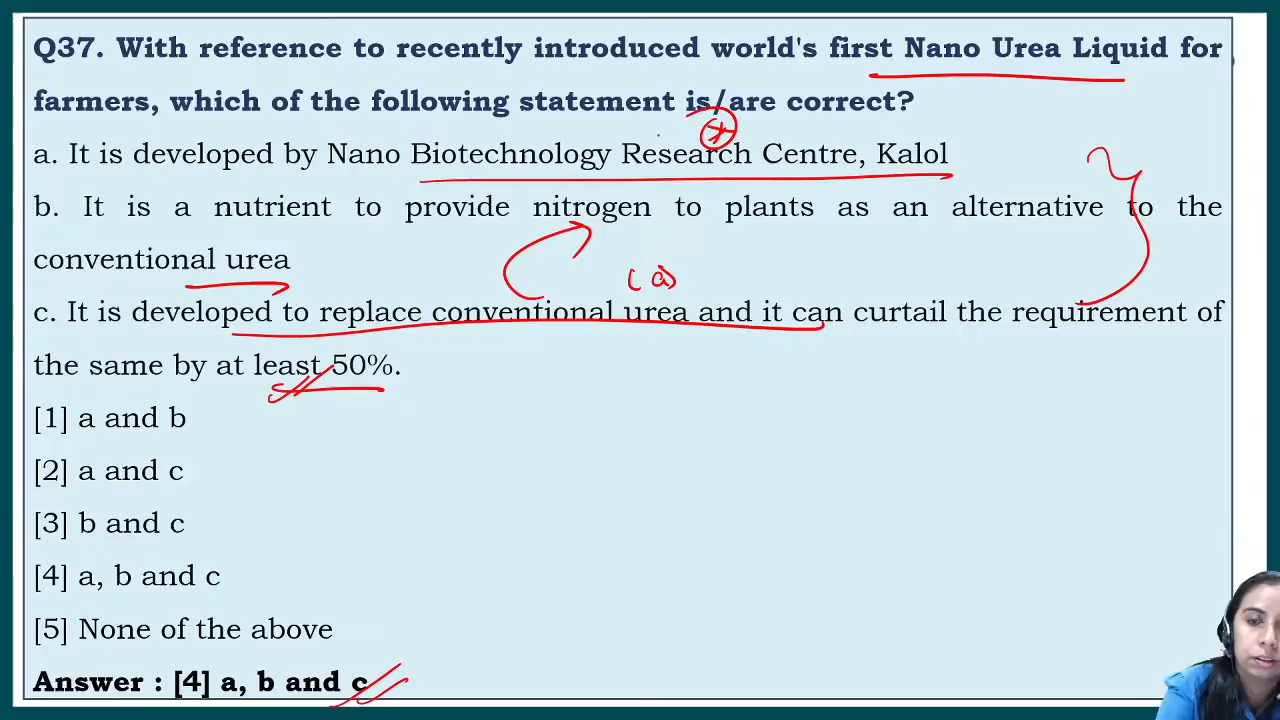 Q37. With reference to recently introduced world's first Nano Urea Liquid for
farmers, which of the following statement is/are correct?
a. It is developed by Nano Biotechnology Research Centre, Kalol
b. It is a nutrient to provide nitrogen to plants as an alternative to the
conventional urea
(a)
c. It is developed to replace conventional urea and it can curtail the requirement of
the same by at least 50%.
[1] a and b
[2] a and c
[3] b and c
[4] a, b and c
[5] None of the above
Answer : [4] a, b and c